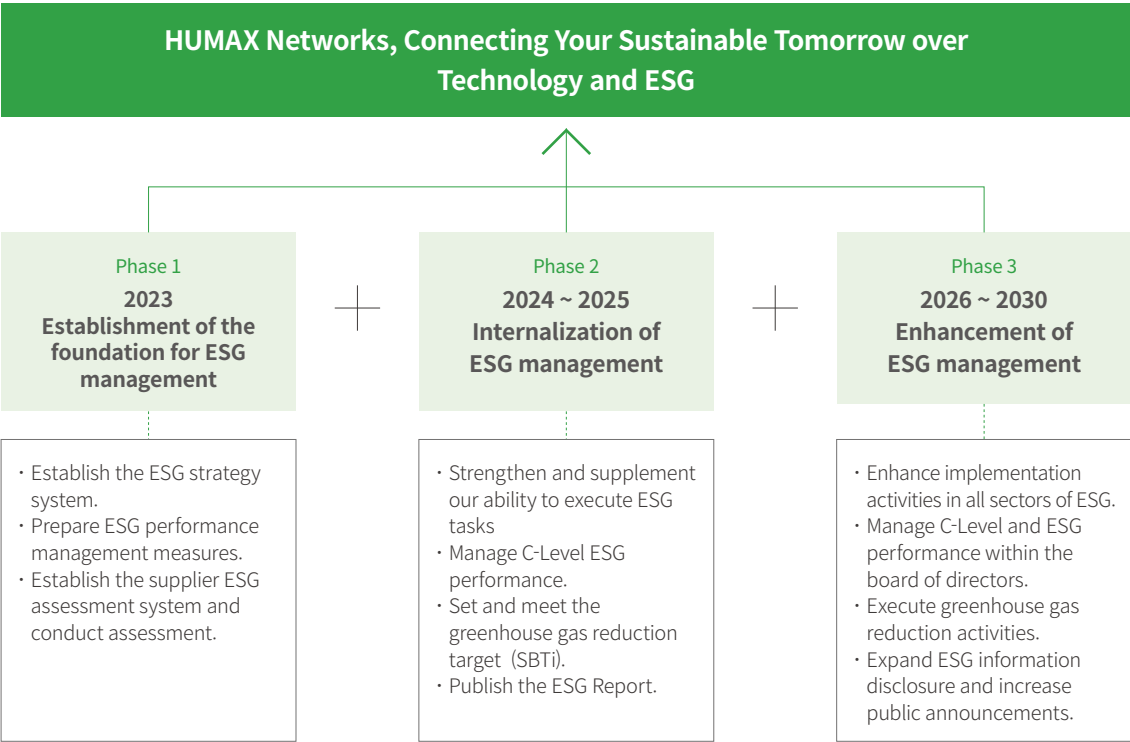 HUMAX Networks, Connecting Your Sustainable Tomorrow over
Technology and ESG
Phase 1
2023
Establishment of the
foundation for ESG
management
Phase 2
2024 ~ 2025
Internalization of
ESG management
Phase 3
2026 ~ 2030
Enhancement of
ESG management
· Establish the ESG strategy
system.
· Prepare ESG performance
management measures.
· Establish the supplier ESG
assessment system and
conduct assessment.
· Strengthen and supplement
our ability to execute ESG
tasks
· Manage C-Level ESG
performance.
· Set and meet the
greenhouse gas reduction
target (SBTi).
· Publish the ESG Report.
· Enhance implementation
activities in all sectors of ESG.
· Manage C-Level and ESG
performance within the
board of directors.
· Execute greenhouse gas
reduction activities.
· Expand ESG information
disclosure and increase
public announcements.